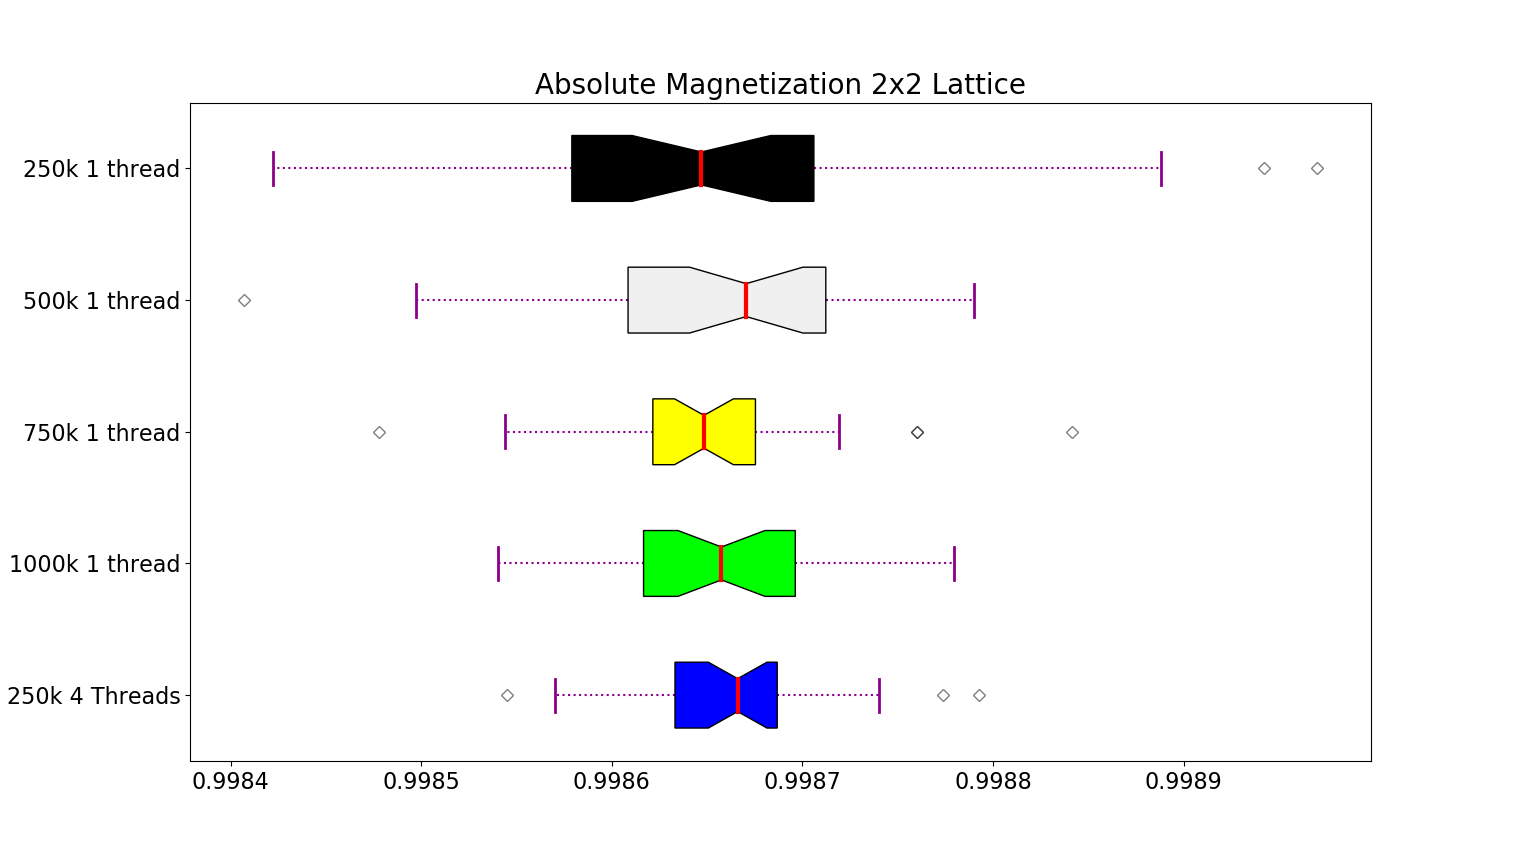 Absolute Magnetization 2x2 Lattice
250k 1 thread
500k 1 thread
750k 1 thread
1000k 1 thread
250k 4 Threads
0.9984 0.9985 0.9986 0.9987 0.9988 0.9989